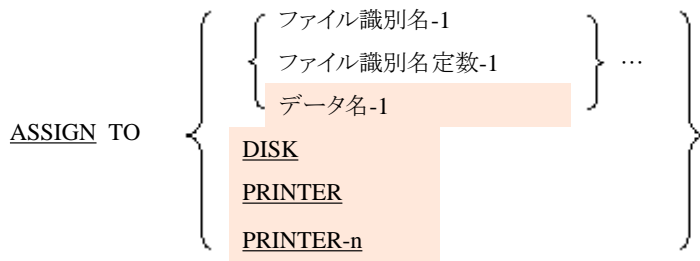 ファイル識別名-1
ファイル識別名定数-1
…
データ名-1
ASSIGN TO
DISK
PRINTER
PRINTER-n